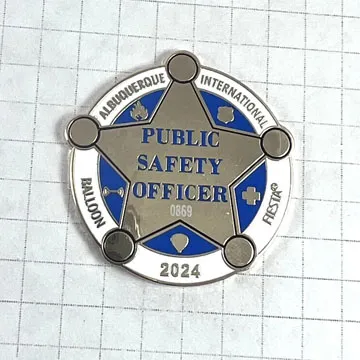 ALBUQUERQUE INTERNATIONAL
BALLOON FIESTA®
PUBLIC
SAFETY
OFFICER
0869
2024